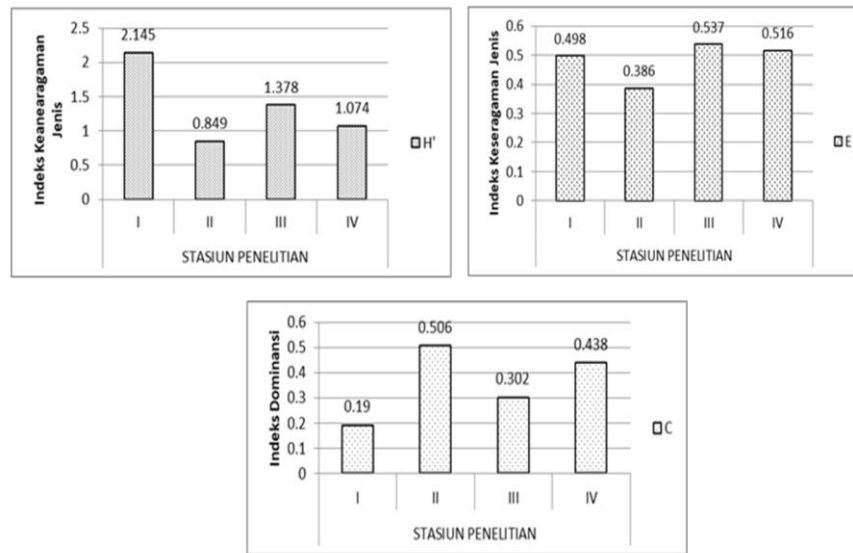 Indeks Keanearagaman
Jenis
2.5
2
1.5
1
0.5
0
2.145
0.849
1.378
1.074
I II III IV
STASIUN PENELITIAN
H'
Indeks Keseragaman Jenis
0.6
0.5
0.4
0.3
0.2
0.1
0
0.498
0.386
0.537
0.516
I II III IV
STASIUN PENELITIAN
E
Indeks Dominansi
0.6
0.5
0.4
0.3
0.2
0.1
0
0.19
0.506
0.302
0.438
I II III IV
STASIUN PENELITIAN
C